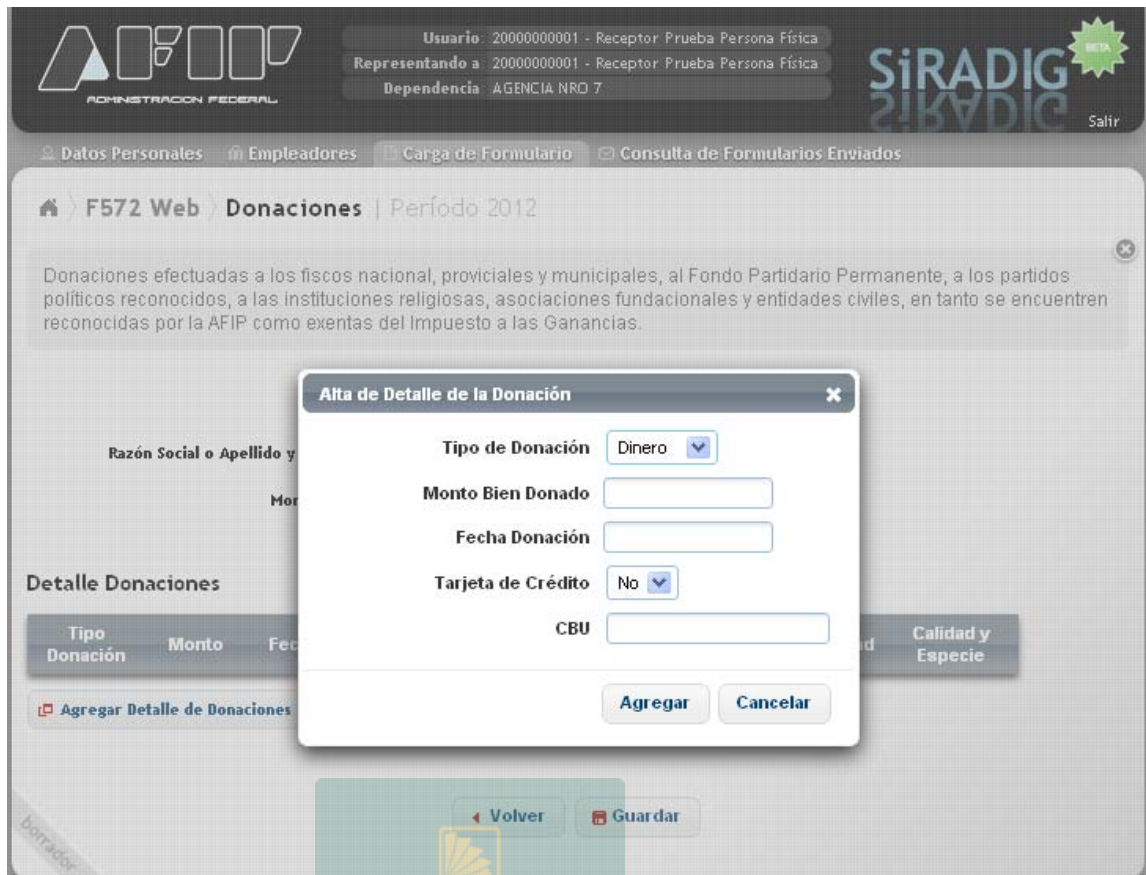 AFIP
ADMINISTRACION FEDERAL
Usuario 20000000001 - Receptor Prueba Persona Física
Representando a 20000000001 - Receptor Prueba Persona Física
Dependencia AGENCIA NRO 7
SiRADIG
BETA
Salir
Datos Personales Empleadores Carga de Formulario Consulta de Formularios Enviados
F572 Web Donaciones | Período 2012
Donaciones efectuadas a los fiscos nacional, proviciales y municipales, al Fondo Partidario Permanente, a los partidos
políticos reconocidos, a las instituciones religiosas, asociaciones fundacionales y entidades civiles, en tanto se encuentren
reconocidas por la AFIP como exentas del Impuesto a las Ganancias.
Alta de Detalle de la Donación
Tipo de Donación Dinero
Monto Bien Donado
Fecha Donación
Tarjeta de Crédito No
CBU
Agregar Cancelar
Razón Social o Apellido y
Detalle Donaciones
Tipo Donación Monto Calidad y Especie
Agregar Detalle de Donaciones
Volver Guardar
borrador